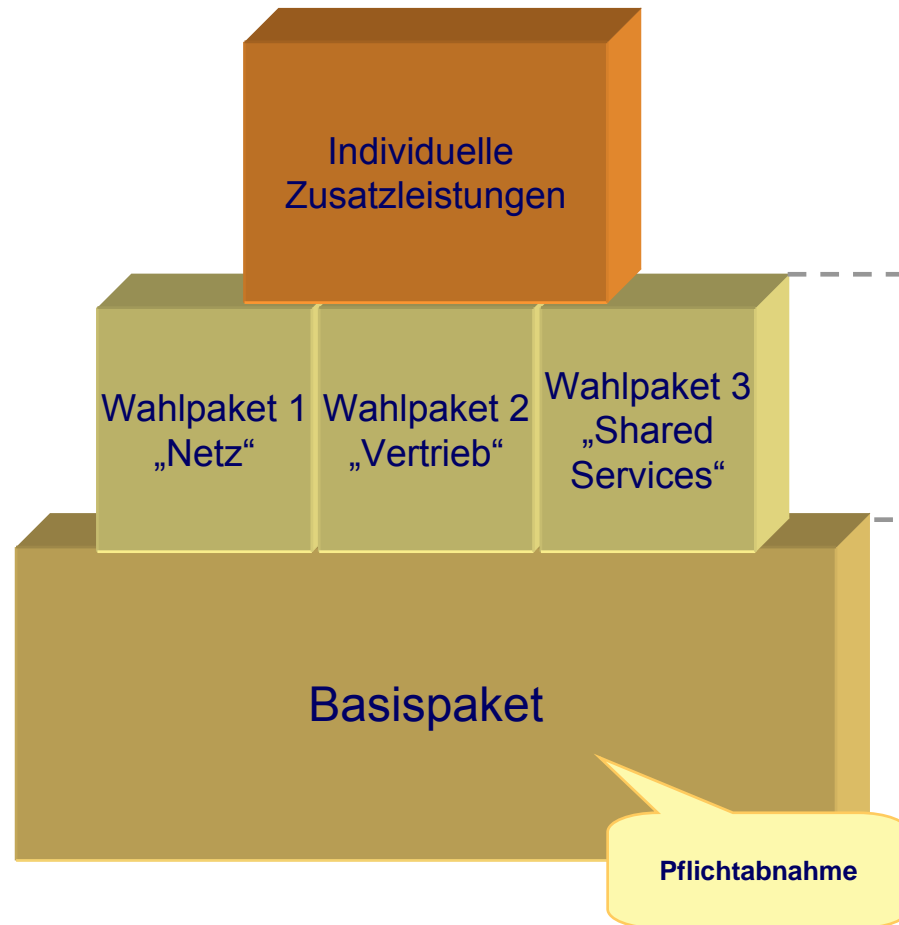 Individuelle
Zusatzleistungen
Wahlpaket 1
„Netz“
Wahlpaket 2
„Vertrieb“
Wahlpaket 3
„Shared
Services“
Basispaket
Pflichtabnahme